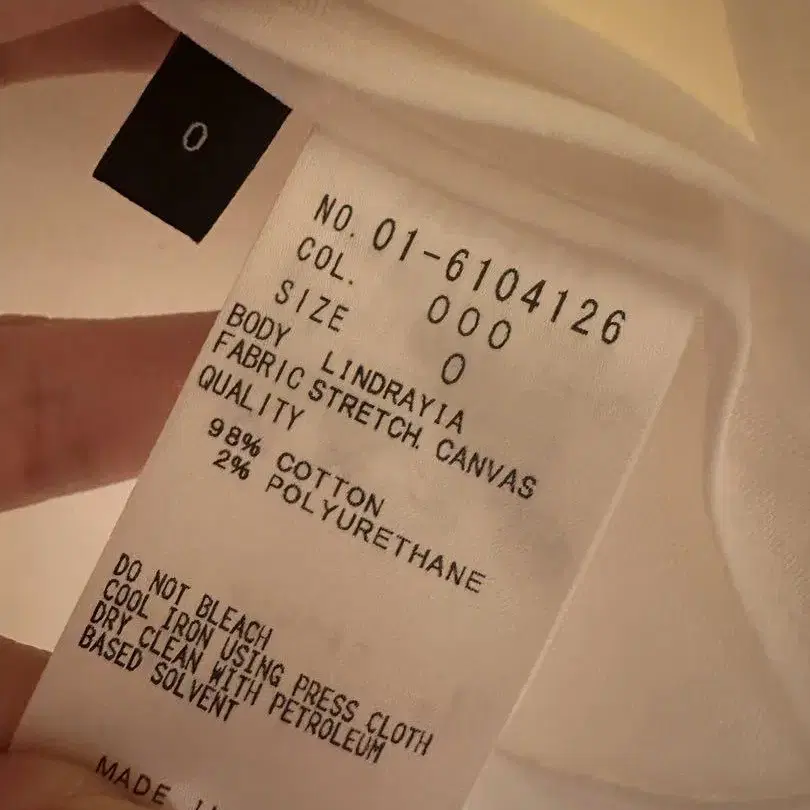 0
NO. 01-6104126
COL. 000
SIZE 0
BODY LINDRAYIA
FABRIC STRETCH. CANVAS
QUALITY
98% COTTON
2% POLYURETHANE
DO NOT BLEACH
COOL IRON USING PRESS CLOTH
DRY CLEAN WITH PETROLEUM
BASED SOLVENT
MADE